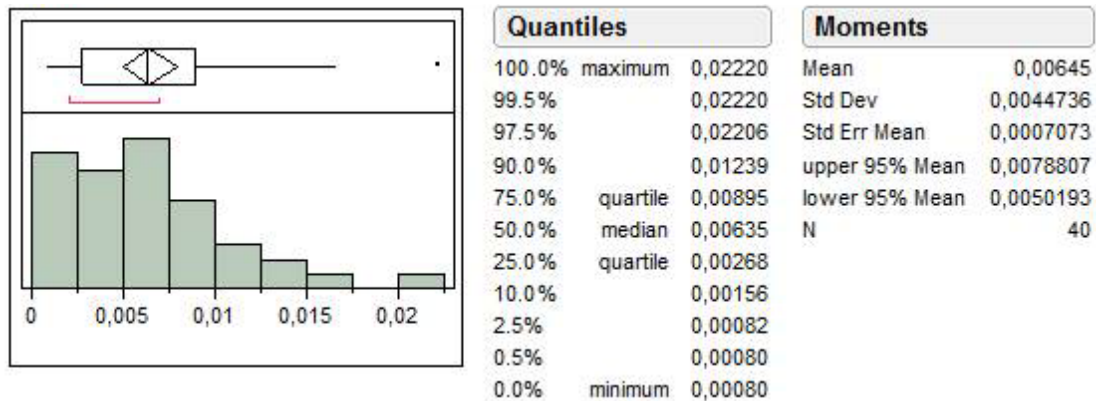 0 0,005 0,01 0,015 0,02
Quantiles
100.0% maximum 0,02220
99.5% 0,02220
97.5% 0,02206
90.0% 0,01239
75.0% quartile 0,00895
50.0% median 0,00635
25.0% quartile 0,00268
10.0% 0,00156
2.5% 0,00082
0.5% 0,00080
0.0% minimum 0,00080
Moments
Mean 0,00645
Std Dev 0,0044736
Std Err Mean 0,0007073
upper 95% Mean 0,0078807
lower 95% Mean 0,0050193
N 40